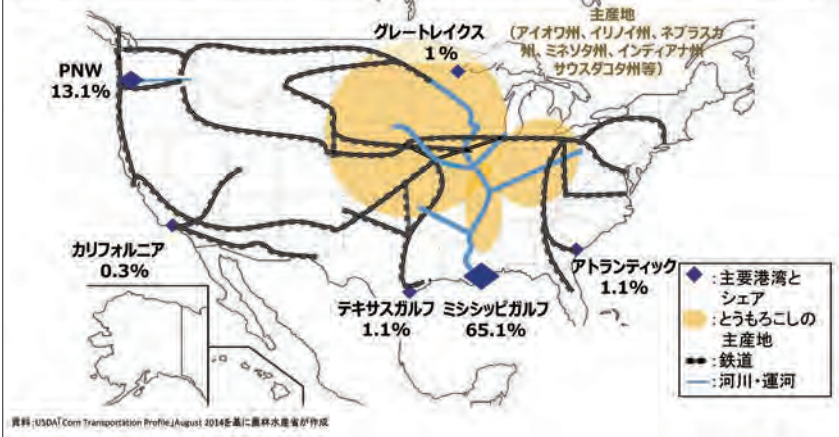 主産地
（アイオワ州、イリノイ州、ネブラスカ
州、ミネソタ州、インディアナ州
サウスダコタ州等）
グレートレイクス
1%
PNW
13.1%
カリフォルニア
0.3%
テキサスガルフ
1.1%
ミシシッピガルフ
65.1%
アトランティック
1.1%
:主要港湾と
シェア
:とうもろこしの
主産地
:鉄道
:河川・運河
資料：USDA「Corn Transportation Profile」August 2014を基に農林水産省が作成